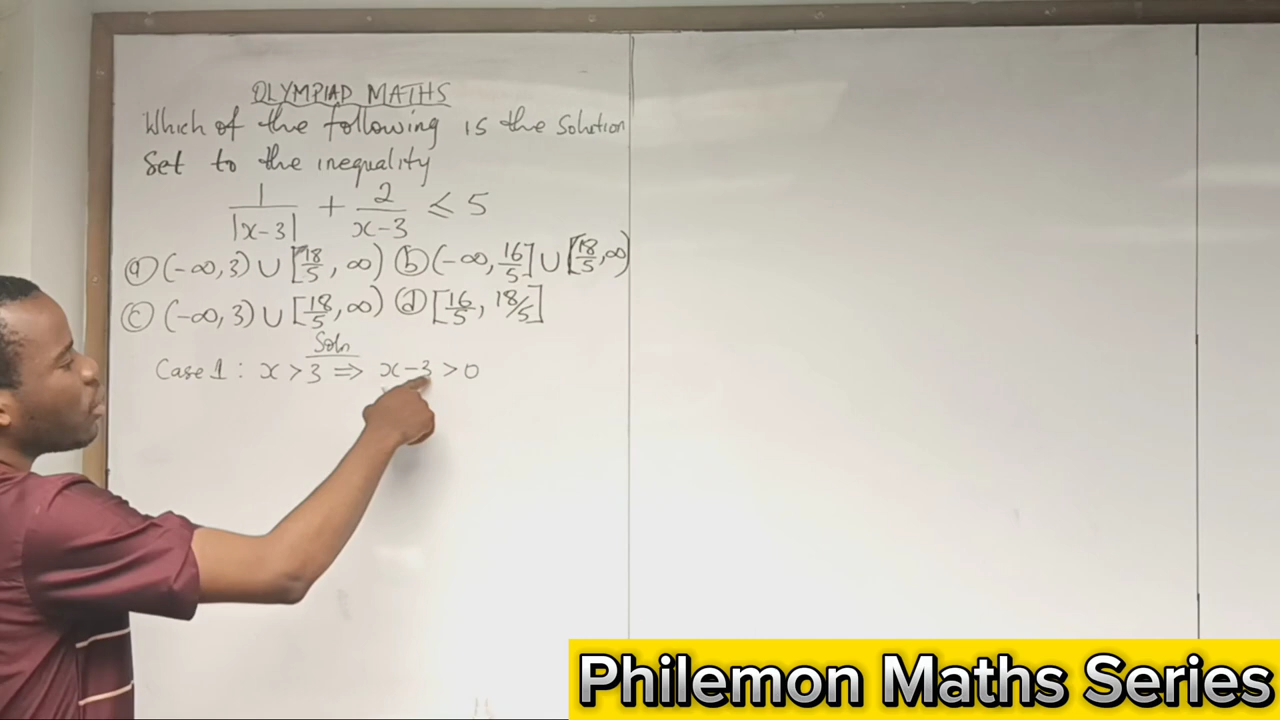 OLYMPIAD MATHS
Which of the following is the Solution
Set to the inequality
1/|x-3| + 2/x-3 ≤ 5
(a) (-∞, 3) ∪ [18/5, ∞) (b) (-∞, 16/5] ∪ [18/5, ∞)
(c) (-∞, 3) ∪ [18/5, ∞) (d) [16/5, 18/5]
Soln
Case 1: x > 3 ⇒ x-3 > 0
Philemon Maths Series